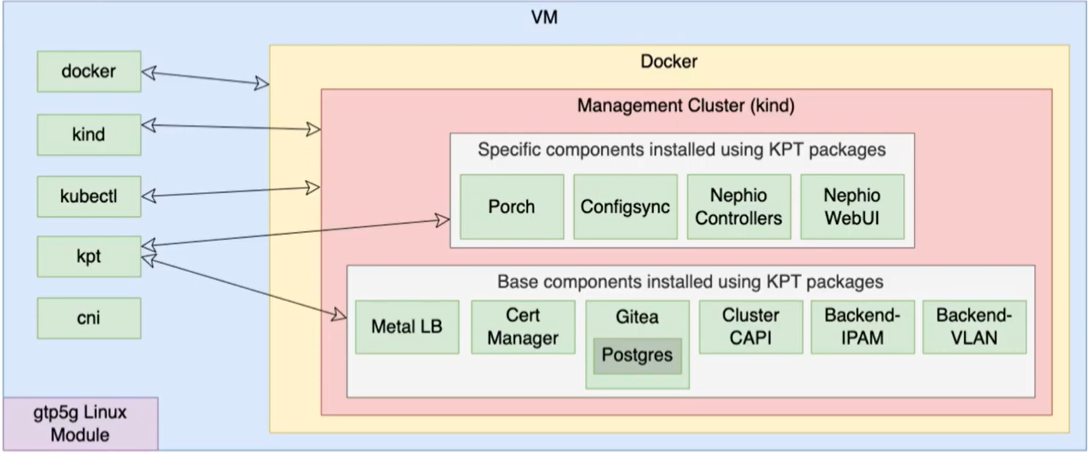 VM
docker
kind
kubectl
kpt
cni
gtp5g Linux
Module
Docker
Management Cluster (kind)
Specific components installed using KPT packages
Porch
Configsync
Nephio
Controllers
Nephio
WebUI
Base components installed using KPT packages
Metal LB
Cert
Manager
Gitea
Postgres
Cluster
CAPI
Backend-
IPAM
Backend-
VLAN